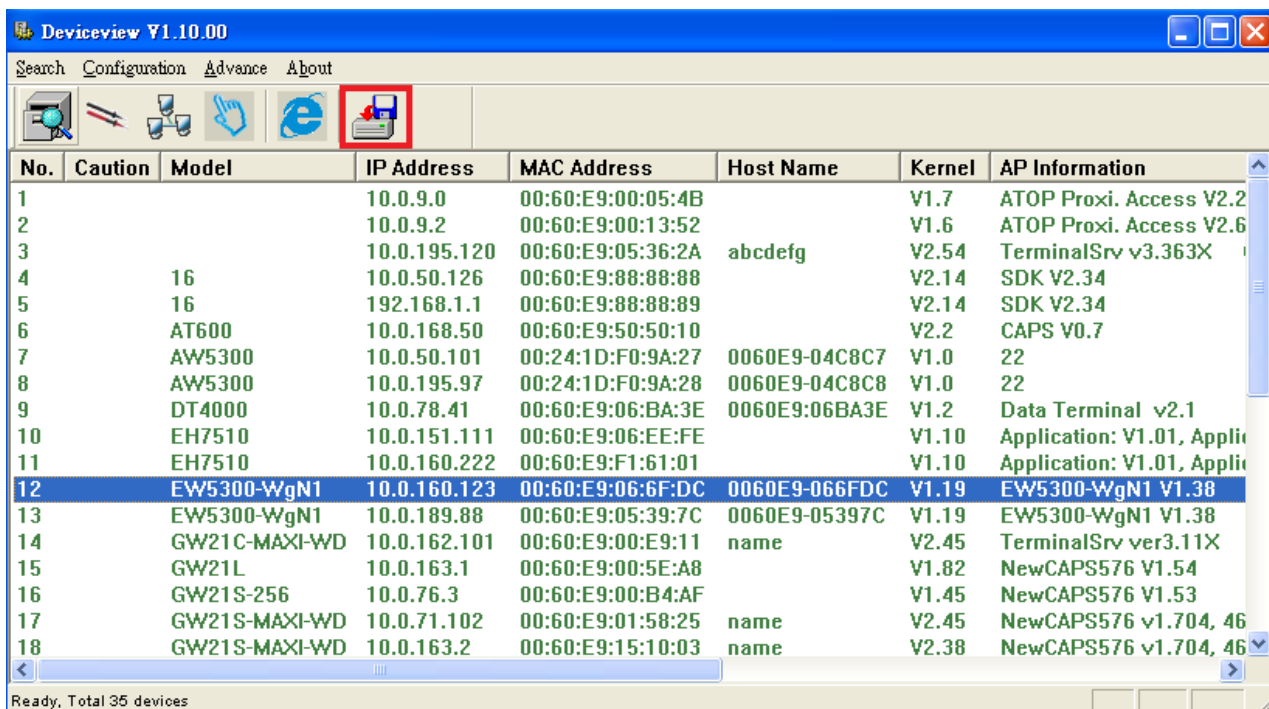 Deviceview V1.10.00
Search Configuration Advance About
No. Caution Model IP Address MAC Address Host Name Kernel AP Information
1 10.0.9.0 00:60:E9:00:05:4B V1.7 ATOP Proxi. Access V2.2
2 10.0.9.2 00:60:E9:00:13:52 V1.6 ATOP Proxi. Access V2.6
3 10.0.195.120 00:60:E9:05:36:2A abcdefg V2.54 TerminalSrv v3.363X
4 16 10.0.50.126 00:60:E9:88:88:88 V2.14 SDK V2.34
5 16 192.168.1.1 00:60:E9:88:88:89 V2.14 SDK V2.34
6 AT600 10.0.168.50 00:60:E9:50:50:10 V2.2 CAPS V0.7
7 AW5300 10.0.50.101 00:24:1D:F0:9A:27 0060E9-04C8C7 V1.0 22
8 AW5300 10.0.195.97 00:24:1D:F0:9A:28 0060E9-04C8C8 V1.0 22
9 DT4000 10.0.78.41 00:60:E9:06:BA:3E 0060E9:06BA3E V1.2 Data Terminal v2.1
10 EH7510 10.0.151.111 00:60:E9:06:EE:FE V1.10 Application: V1.01, Appli
11 EH7510 10.0.160.222 00:60:E9:F1:61:01 V1.10 Application: V1.01, Appli
12 EW5300-WgN1 10.0.160.123 00:60:E9:06:6F:DC 0060E9-066FDC V1.19 EW5300-WgN1 V1.38
13 EW5300-WgN1 10.0.189.88 00:60:E9:05:39:7C 0060E9-05397C V1.19 EW5300-WgN1 V1.38
14 GW21C-MAXI-WD 10.0.162.101 00:60:E9:00:E9:11 name V2.45 TerminalSrv ver3.11X
15 GW21L 10.0.163.1 00:60:E9:00:5E:A8 V1.82 NewCAPS576 V1.54
16 GW21S-256 10.0.76.3 00:60:E9:00:B4:AF V1.45 NewCAPS576 V1.53
17 GW21S-MAXI-WD 10.0.71.102 00:60:E9:01:58:25 name V2.45 NewCAPS576 v1.704, 46
18 GW21S-MAXI-WD 10.0.163.2 00:60:E9:15:10:03 name V2.38 NewCAPS576 v1.704, 46
Ready, Total 35 devices